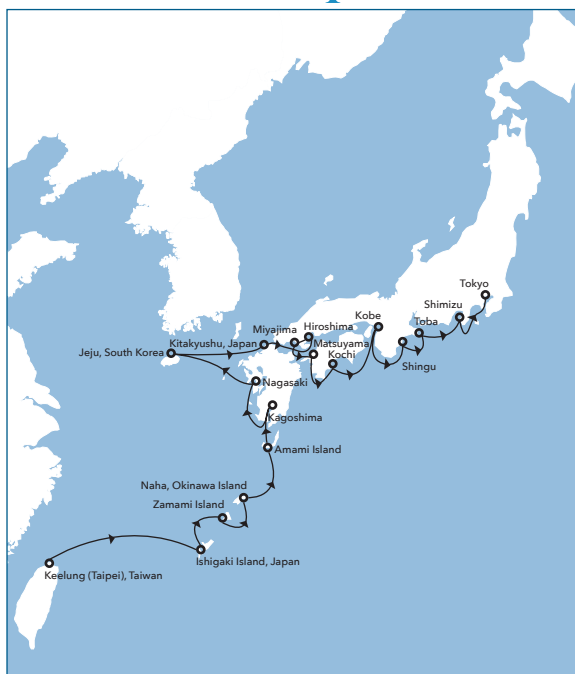 Tokyo
Shimizu
Kobe
Toba
Hiroshima
Miyajima
Kitakyushu, Japan
Matsuyama
Jeju, South Korea
Kochi
Shingu
Nagasaki
Kagoshima
Amami Island
Naha, Okinawa Island
Zamami Island
Ishigaki Island, Japan
Keelung (Taipei), Taiwan